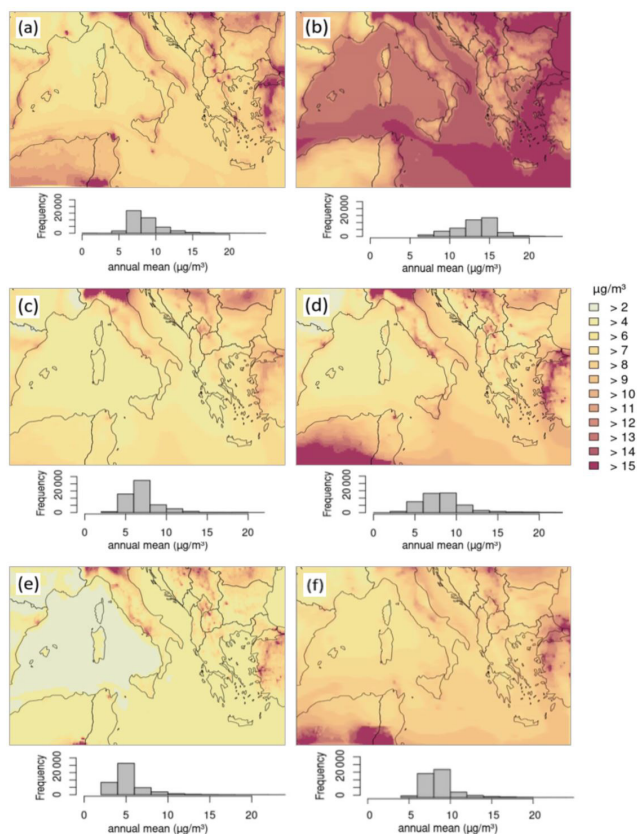 (a)
(b)
Frequency
0 20 000
0 5 10 15 20
annual mean (µg/m³)
Frequency
0 20 000
0 5 10 15 20
annual mean (µg/m³)
(c)
(d)
µg/m³
> 2
> 4
> 6
> 7
> 8
> 9
> 10
> 11
> 12
> 13
> 14
> 15
Frequency
0 20 000
0 5 10 15 20
annual mean (µg/m³)
Frequency
0 20 000
0 5 10 15 20
annual mean (µg/m³)
(e)
(f)
Frequency
0 20 000
0 5 10 15 20
annual mean (µg/m³)
Frequency
0 20 000
0 5 10 15 20
annual mean (µg/m³)